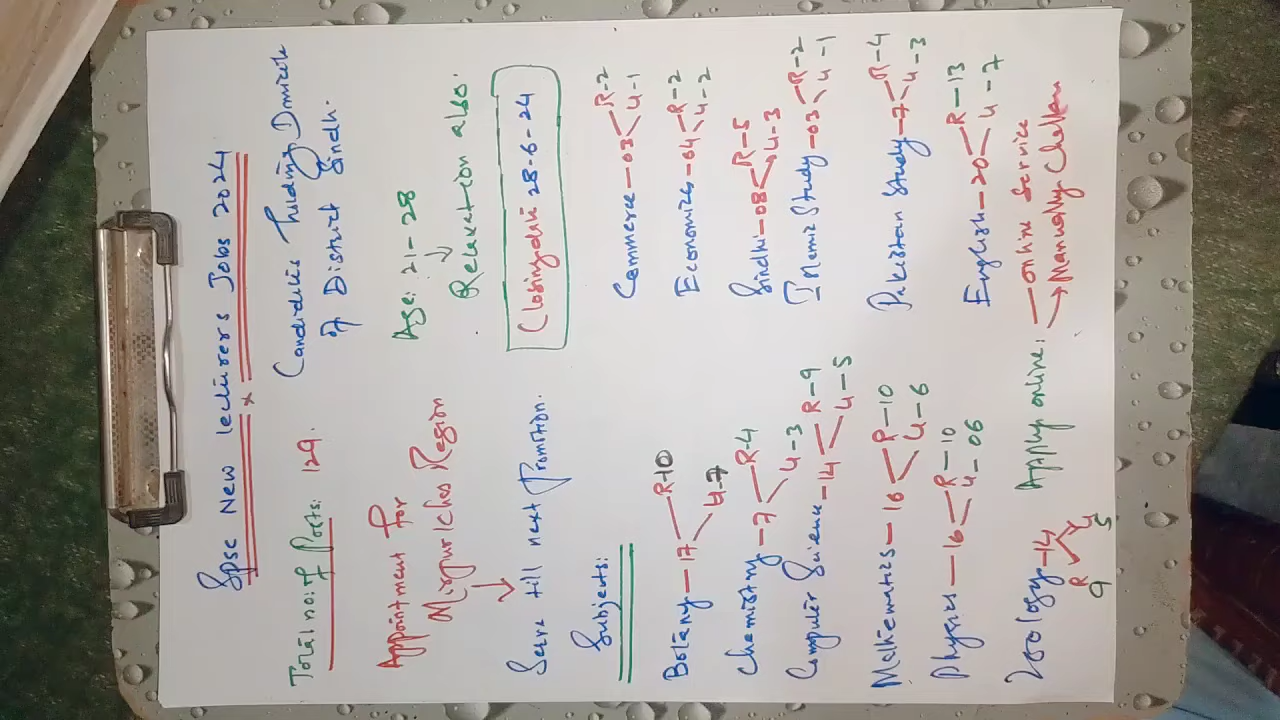 Spsc New lecturers Jobs 2024
x
Total no: of Posts: 129.
Candidates holding Domicile
of District Sindh.
Appointment for
Mirpurkhas Region
Age: 21 - 28
↓
Relaxation also.
Serve till next Promotion.
Closing date 28-6-24
Subjects:
Botany - 17
R-10
U-7
Chemistry - 7
R-4
U-3
Computer Science - 14
R-9
U-5
Mathematics - 16
R-10
U-6
Physics - 16
R-10
U-06
Zoology - 14
R
9
U
5
Commerce - 03
R-2
U-1
Economics - 04
R-2
U-2
Sindhi - 08
R-5
U-3
Islamic Study - 03
R-2
U-1
Pakistan Study - 7
R-4
U-3
English - 20
R-13
U-7
Apply online:
- online Service
→ Manually Challan